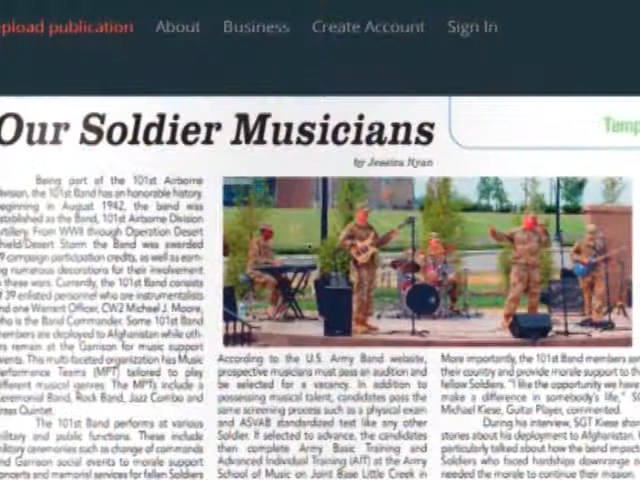 upload publication About Business Create Account Sign In
Our Soldier Musicians
Temp
by Jessica Ryan
Being part of the 101st Airborne
Division, the 101st Band has an honorable history.
Beginning in August 1942, the band was
established as the Band, 101st Airborne Division
Artillery. From WWII through Operation Desert
Shield/Desert Storm the Band was awarded
9 campaign participation credits, as well as earn-
ing numerous decorations for their involvement
in these wars. Currently, the 101st Band consists
of 39 enlisted personnel who are instrumentalists
and one Warrant Officer, CW2 Michael J. Moore,
who is the Band Commander. Some 101st Band
members are deployed to Afghanistan while oth-
ers remain at the Garrison for music support
events. This multi-faceted organization has Music
Performance Teams (MPT) tailored to play
different musical genres. The MPTs include a
Ceremonial Band, Rock Band, Jazz Combo and
Brass Quintet.
The 101st Band performs at various
military and public functions. These include
military ceremonies such as change of commands
and Garrison social events to morale support
concerts and memorial services for fallen Soldiers
According to the U.S. Army Band website,
prospective musicians must pass an audition and
be selected for a vacancy. In addition to
possessing musical talent, candidates pass the
same screening process such as a physical exam
and ASVAB standardized test like any other
Soldier. If selected to advance, the candidates
then complete Army Basic Training and
Advanced Individual Training (AIT) at the Army
School of Music on Joint Base Little Creek in
More importantly, the 101st Band members se
their country and provide morale support to th
fellow Soldiers. "I like the opportunity we have
make a difference in somebody's life," SG
Michael Kiese, Guitar Player, commented.
During his interview, SGT Kiese shar
stories about his deployment to Afghanistan.
particularly talked about how the band impact
Soldiers who faced hardships downrange
needed the morale to continue their mission.